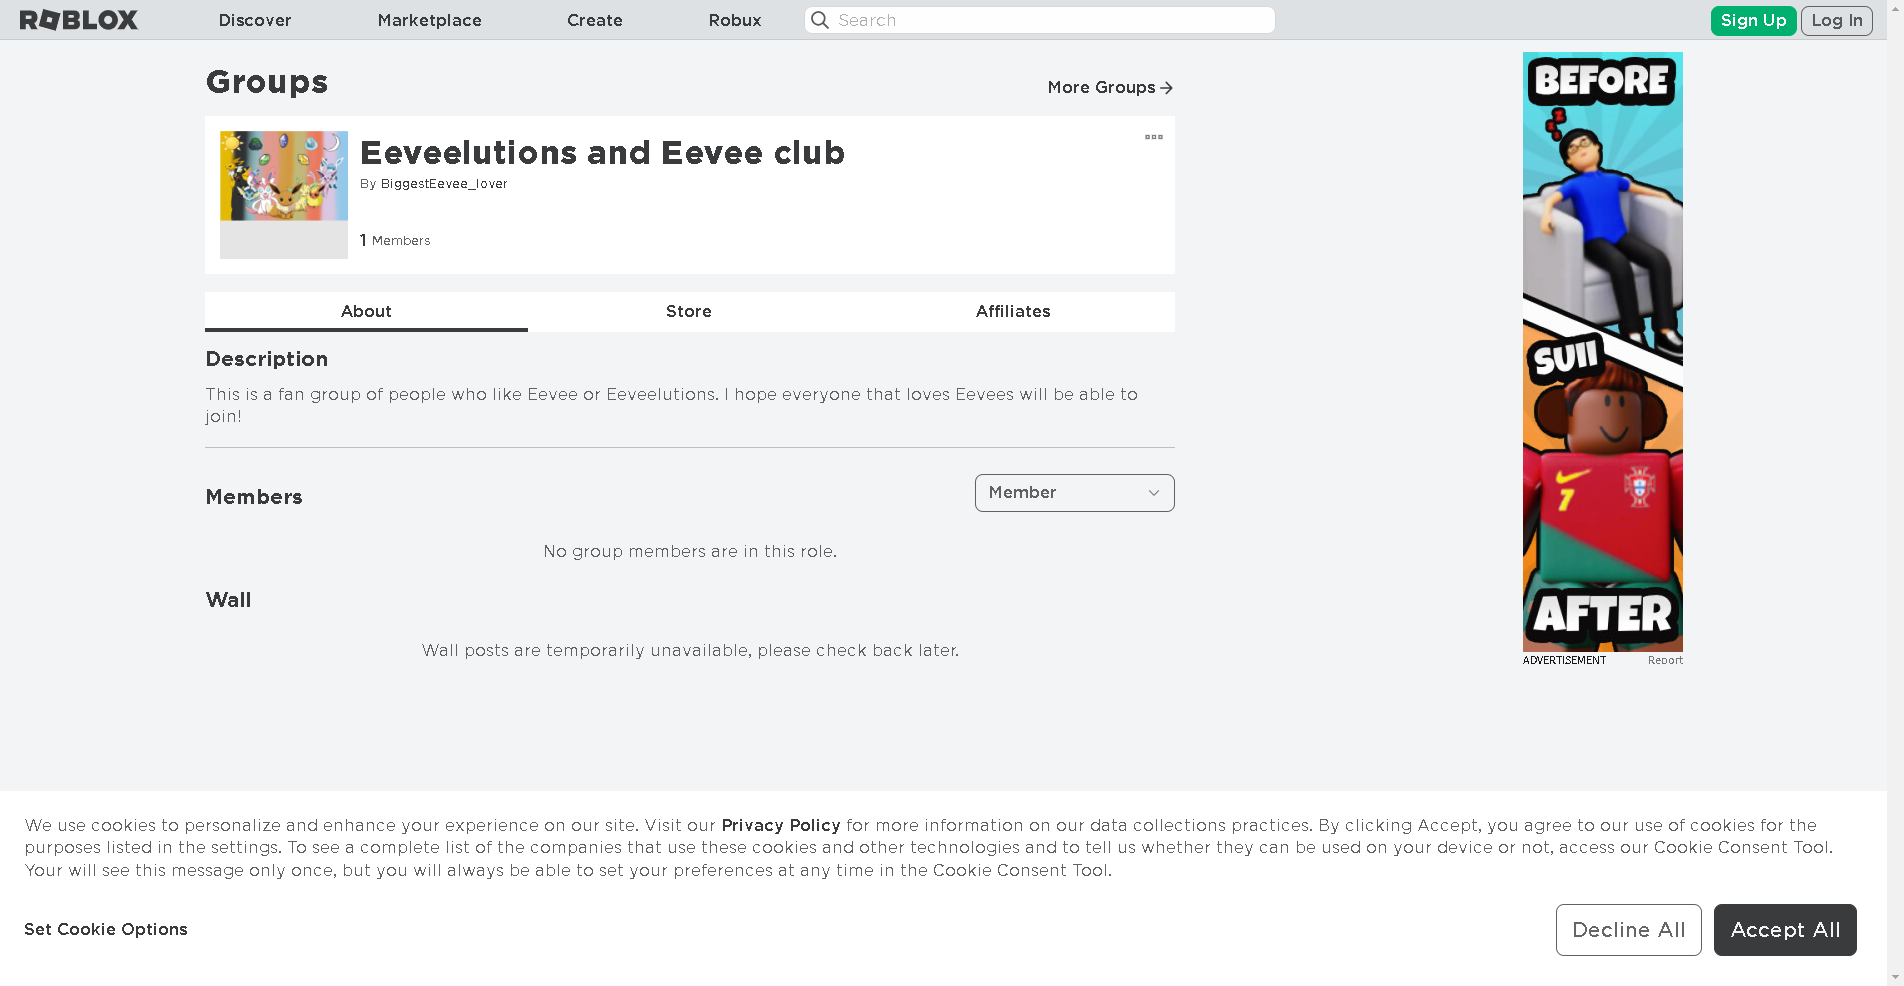 ROBLOX Discover Marketplace Create Robux Search Sign Up Log In
Groups
More Groups
Eeveelutions and Eevee club
By BiggestEevee_lover
1 Members
About Store Affiliates
Description
This is a fan group of people who like Eevee or Eeveelutions. I hope everyone that loves Eevees will be able to
join!
Members
Member
No group members are in this role.
Wall
Wall posts are temporarily unavailable, please check back later.
BEFORE
zzz
SUII
7
AFTER
ADVERTISEMENT Report
We use cookies to personalize and enhance your experience on our site. Visit our Privacy Policy for more information on our data collections practices. By clicking Accept, you agree to our use of cookies for the
purposes listed in the settings. To see a complete list of the companies that use these cookies and other technologies and to tell us whether they can be used on your device or not, access our Cookie Consent Tool.
Your will see this message only once, but you will always be able to set your preferences at any time in the Cookie Consent Tool.
Set Cookie Options
Decline All
Accept All